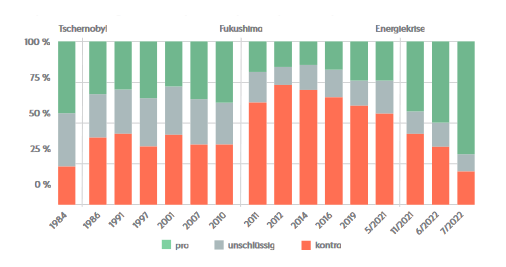 Tschernobyl Fukushima Energiekrise
100 %
75 %
50 %
25 %
0 %
1984 1986 1991 1997 2001 2007 2010 2011 2012 2014 2016 2019 5/2021 11/2021 6/2022 7/2022
pro unschlüssig kontra